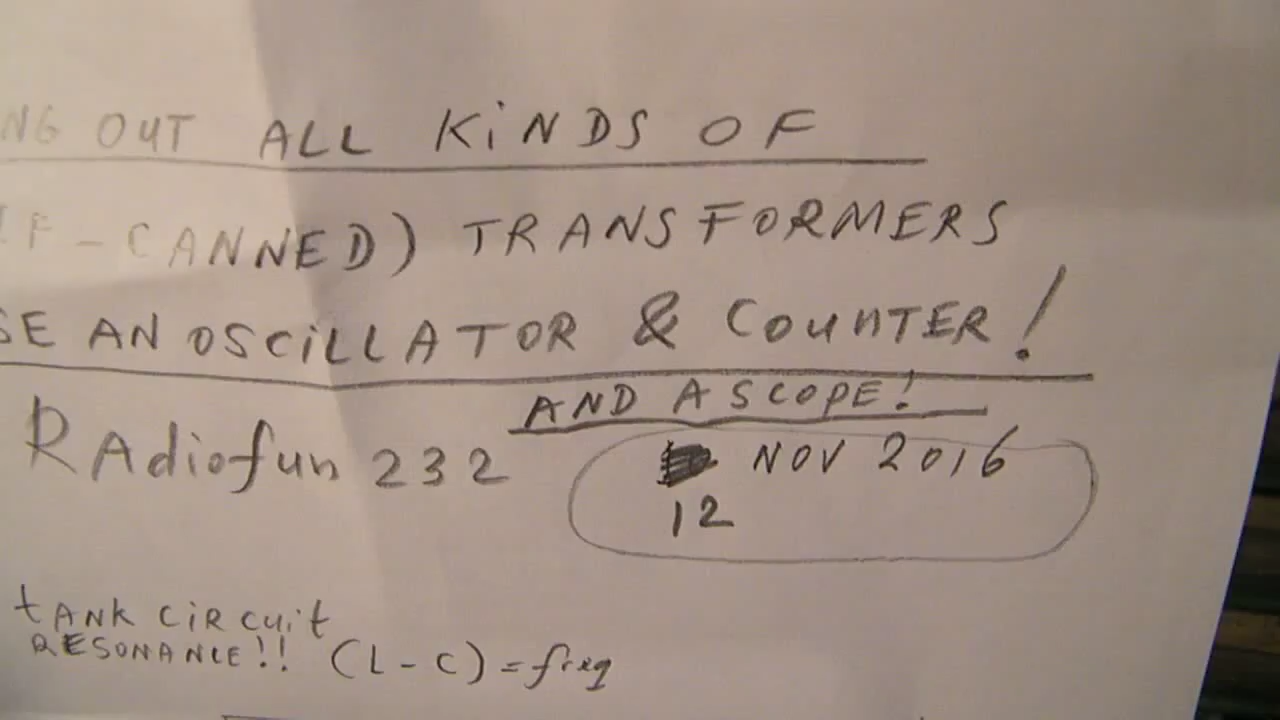 NG OUT ALL KiNDS OF
IF - CANNED) TRANSFORMERS
SE AN OSCiLLATOR & COUNTER!
AND A SCOPE!
RAdiofun 232
NOV 2016
12
tANK CiRCuit
RESONANCE!! (L - C) = freq